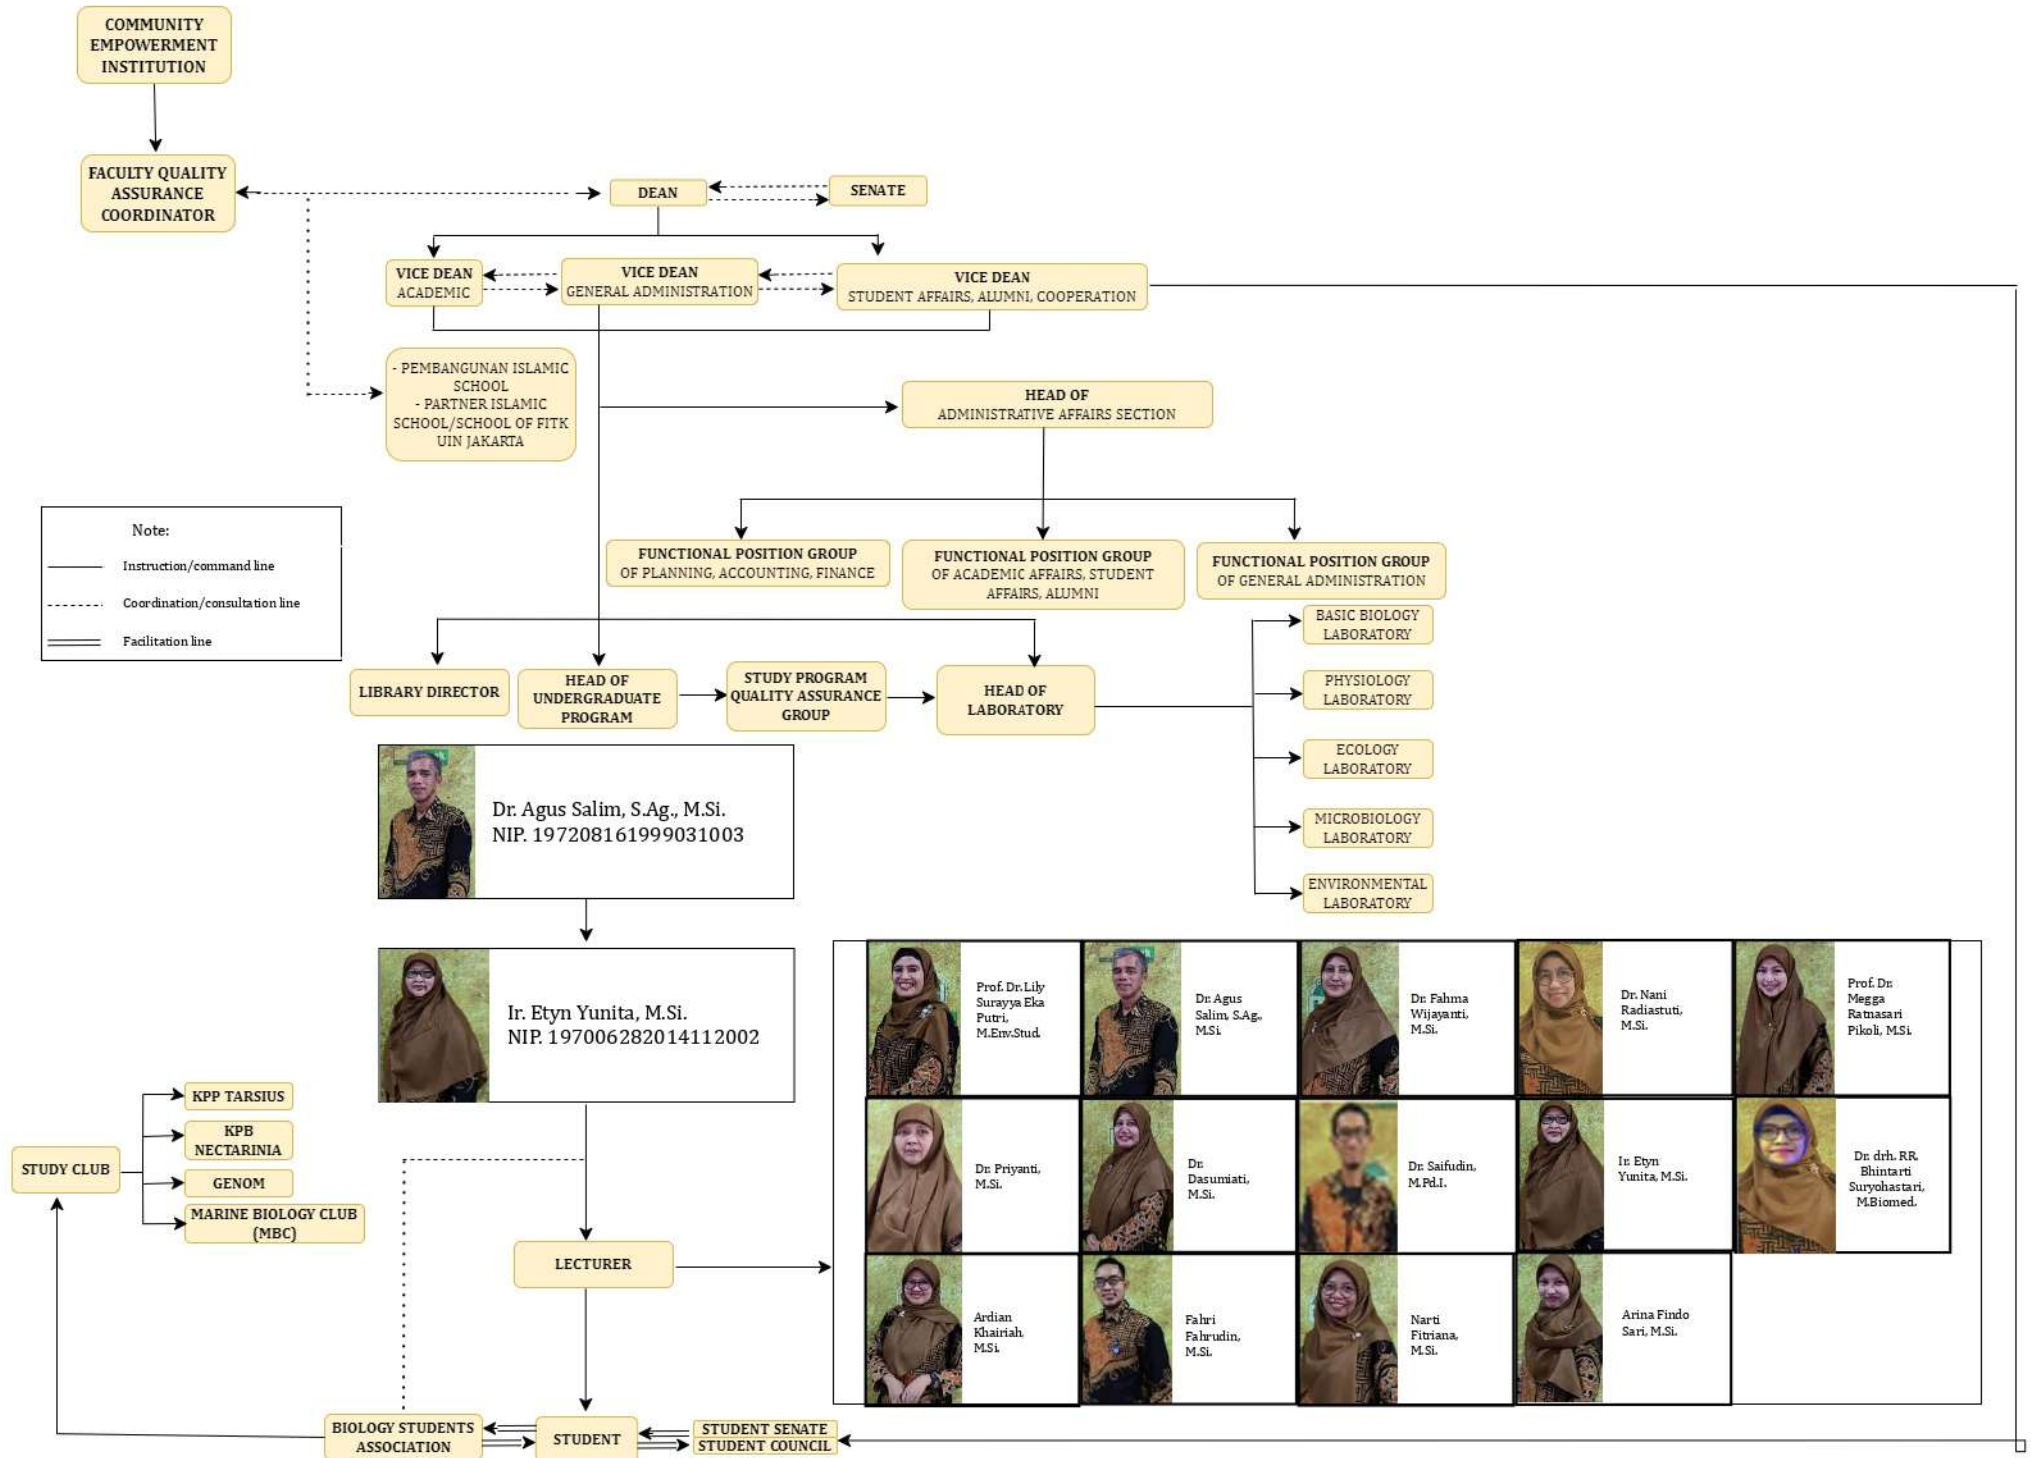 COMMUNITY
EMPOWERMENT
INSTITUTION
FACULTY QUALITY
ASSURANCE
COORDINATOR
DEAN
SENATE
VICE DEAN
ACADEMIC
VICE DEAN
GENERAL ADMINISTRATION
VICE DEAN
STUDENT AFFAIRS, ALUMNI, COOPERATION
- PEMBANGUNAN ISLAMIC
SCHOOL
- PARTNER ISLAMIC
SCHOOL/SCHOOL OF FITK
UIN JAKARTA
HEAD OF
ADMINISTRATIVE AFFAIRS SECTION
Note:
Instruction/command line
Coordination/consultation line
Facilitation line
FUNCTIONAL POSITION GROUP
OF PLANNING, ACCOUNTING, FINANCE
FUNCTIONAL POSITION GROUP
OF ACADEMIC AFFAIRS, STUDENT
AFFAIRS, ALUMNI
FUNCTIONAL POSITION GROUP
OF GENERAL ADMINISTRATION
LIBRARY DIRECTOR
HEAD OF
UNDERGRADUATE
PROGRAM
STUDY PROGRAM
QUALITY ASSURANCE
GROUP
HEAD OF
LABORATORY
BASIC BIOLOGY
LABORATORY
PHYSIOLOGY
LABORATORY
ECOLOGY
LABORATORY
MICROBIOLOGY
LABORATORY
ENVIRONMENTAL
LABORATORY
Dr. Agus Salim, S.Ag., M.Si.
NIP. 197208161999031003
Ir. Etyn Yunita, M.Si.
NIP. 197006282014112002
Prof. Dr. Lily
Surayya Eka
Putri,
M.Env.Stud.
Dr. Agus
Salim, S.Ag.,
M.Si.
Dr. Fahma
Wijayanti,
M.Si.
Dr. Nani
Radiastuti,
M.Si.
Prof. Dr.
Megga
Ratnasari
Pikoli, M.Si.
Dr. Priyanti,
M.Si.
Dr.
Dasumiati,
M.Si.
Dr. Saifudin,
M.Pd.I.
Ir. Etyn
Yunita, M.Si.
Dr. drh. RR.
Bhintarti
Suryohastari,
M.Biomed.
Ardian
Khairiah,
M.Si.
Fahri
Fahrudin,
M.Si.
Narti
Fitriana,
M.Si.
Arina Findo
Sari, M.Si.
STUDY CLUB
KPP TARSIUS
KPB
NECTARINIA
GENOM
MARINE BIOLOGY CLUB
(MBC)
LECTURER
BIOLOGY STUDENTS
ASSOCIATION
STUDENT
STUDENT SENATE
STUDENT COUNCIL